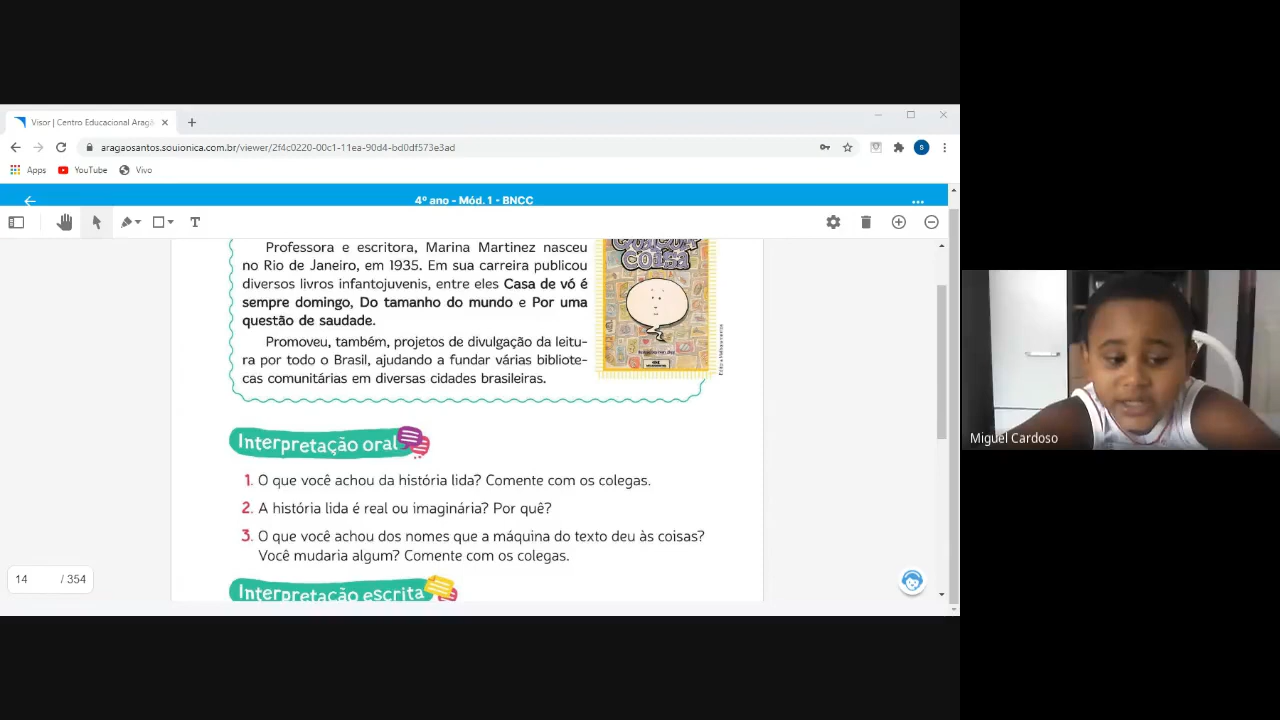 Visor | Centro Educacional Aragã
aragaosantos.souionica.com.br/viewer/2f4c0220-00c1-11ea-90d4-bd0df573e3ad
S
Apps
YouTube
Vivo
4º ano - Mód. 1 - BNCC
T
Professora e escritora, Marina Martinez nasceu
no Rio de Janeiro, em 1935. Em sua carreira publicou
diversos livros infantojuvenis, entre eles Casa de vó é
sempre domingo, Do tamanho do mundo e Por uma
questão de saudade.
Promoveu, também, projetos de divulgação da leitu-
ra por todo o Brasil, ajudando a fundar várias bibliote-
cas comunitárias em diversas cidades brasileiras.
coisa
Interpretação oral
1. O que você achou da história lida? Comente com os colegas.
2. A história lida é real ou imaginária? Por quê?
3. O que você achou dos nomes que a máquina do texto deu às coisas?
Você mudaria algum? Comente com os colegas.
Interpretação escrita
14 / 354
Miguel Cardoso